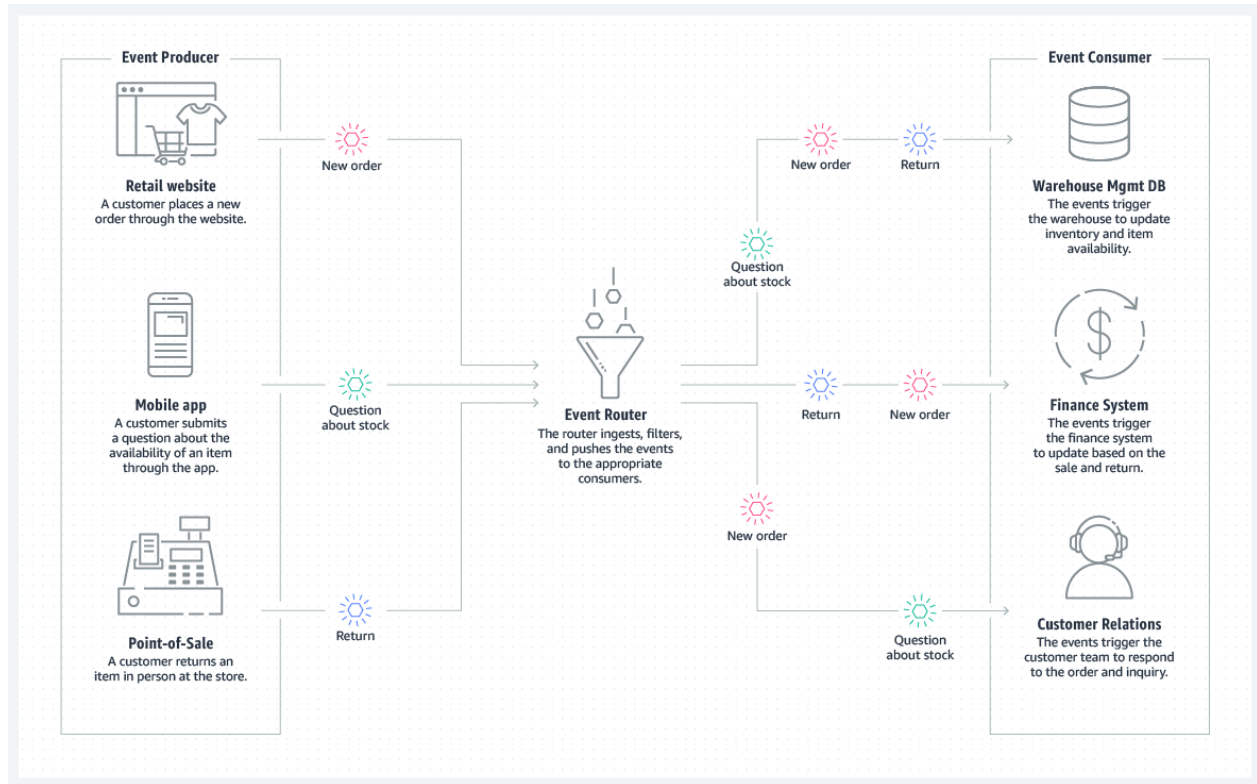 Event Producer
Retail website
A customer places a new
order through the website.
Mobile app
A customer submits
a question about the
availability of an item
through the app.
Point-of-Sale
A customer returns an
item in person at the store.
New order
Question
about stock
Return
Event Router
The router ingests, filters,
and pushes the events
to the appropriate
consumers.
New order
Return
Question
about stock
Return
New order
New order
Question
about stock
Event Consumer
Warehouse Mgmt DB
The events trigger
the warehouse to update
inventory and item
availability.
$
Finance System
The events trigger
the finance system
to update based on the
sale and return.
Customer Relations
The events trigger the
customer team to respond
to the order and inquiry.